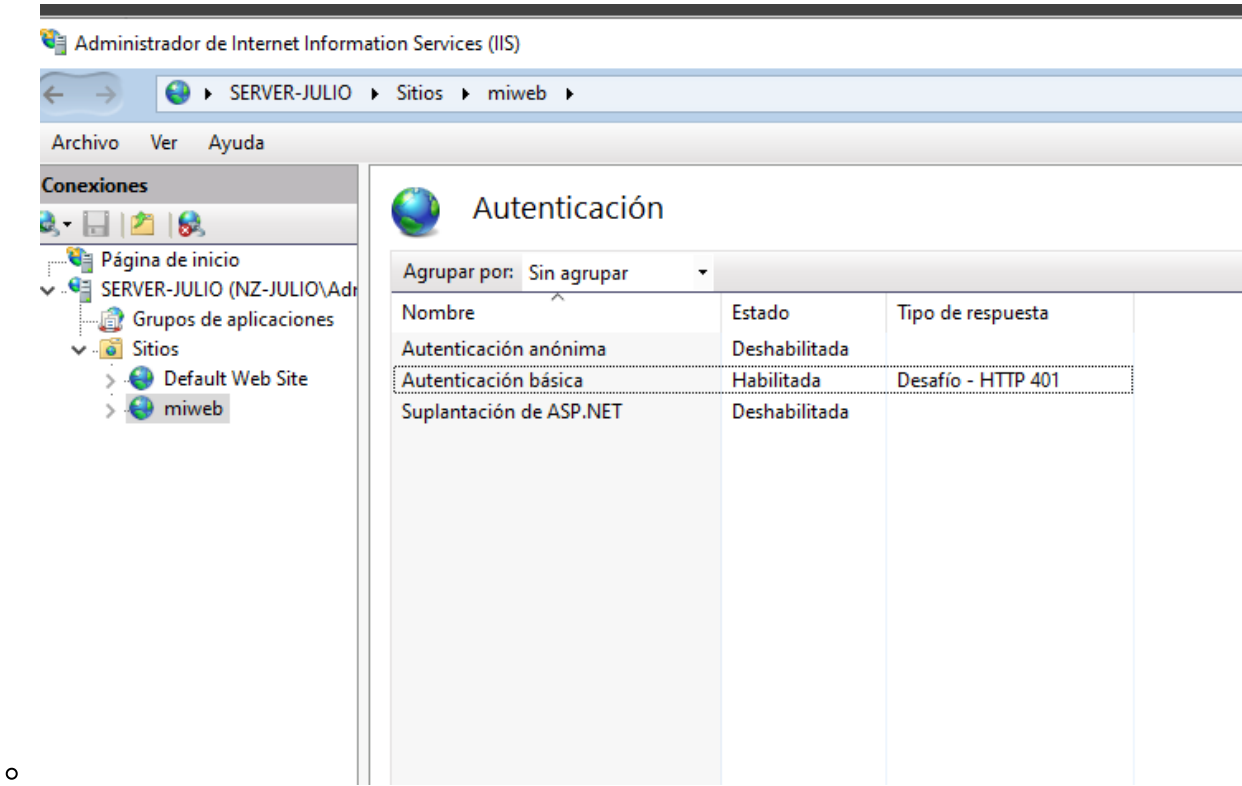 Administrador de Internet Information Services (IIS)
SERVER-JULIO Sitios miweb
Archivo Ver Ayuda
Conexiones
Página de inicio
SERVER-JULIO (NZ-JULIO\Adr
Grupos de aplicaciones
Sitios
Default Web Site
miweb
Autenticación
Agrupar por: Sin agrupar
Nombre Estado Tipo de respuesta
Autenticación anónima Deshabilitada
Autenticación básica Habilitada Desafío - HTTP 401
Suplantación de ASP.NET Deshabilitada